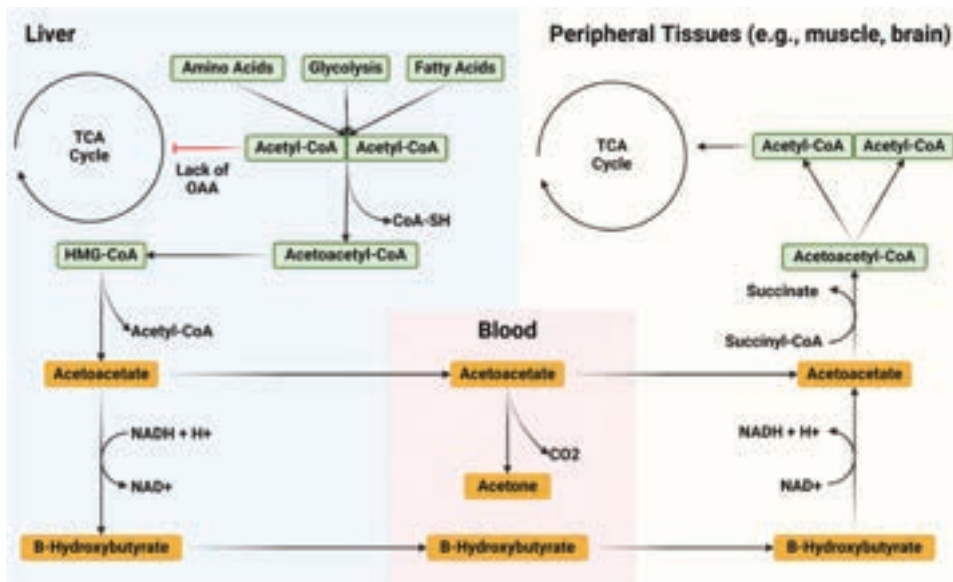 Liver
Peripheral Tissues (e.g., muscle, brain)
Amino Acids
Glycolysis
Fatty Acids
TCA
Cycle
Acetyl-CoA
Acetyl-CoA
Lack of
OAA
CoA-SH
HMG-CoA
Acetoacetyl-CoA
Acetyl-CoA
Acetoacetate
NADH + H+
NAD+
B-Hydroxybutyrate
Blood
Acetoacetate
CO2
Acetone
B-Hydroxybutyrate
TCA
Cycle
Acetyl-CoA
Acetyl-CoA
Acetoacetyl-CoA
Succinate
Succinyl-CoA
Acetoacetate
NADH + H+
NAD+
B-Hydroxybutyrate